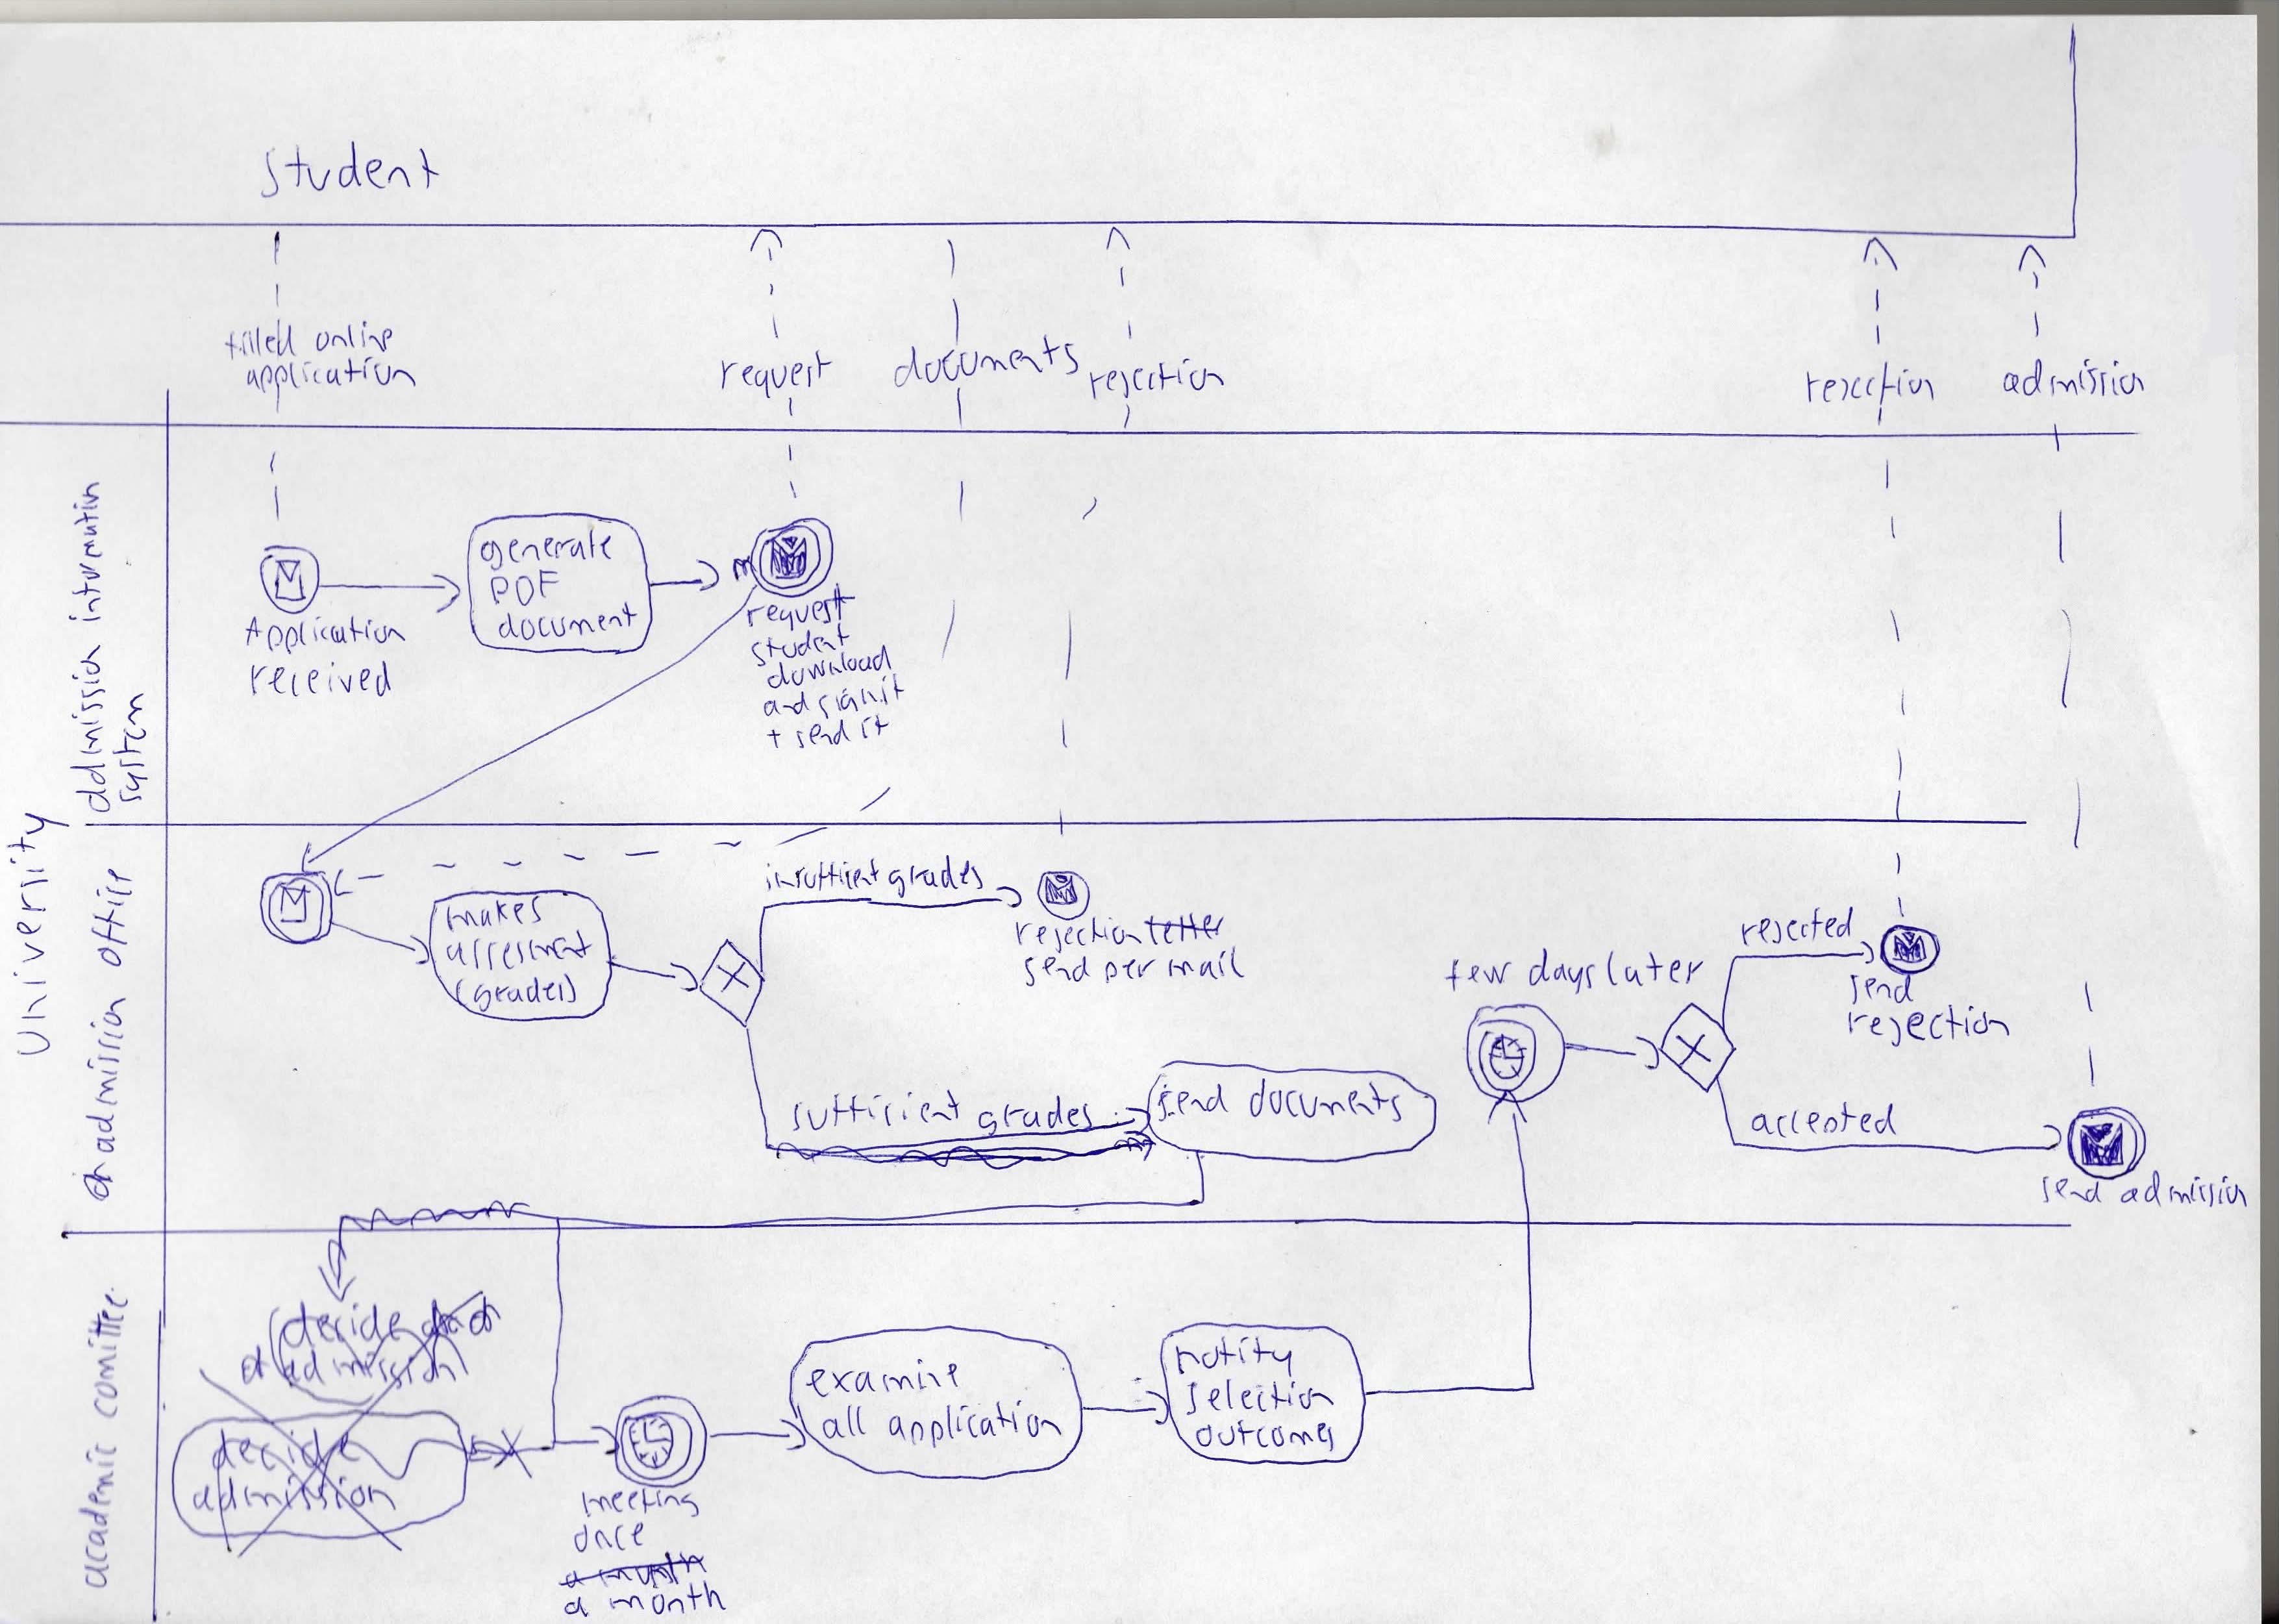 student
filled online
application
request
documents
rejection
rejection
admission
University
admission information
system
generate
PDF
document
Application
received
request
student
download
and sign it
+ send it
admission office
makes
assesment
(grades)
insufficient grades
rejection letter
send per mail
sufficient grades
send documents
few days later
rejected
send
rejection
accepted
send admission
academic comittee
decide
admission
decide
admission
meeting
once
a month
a month
examine
all application
notify
selection
outcomes